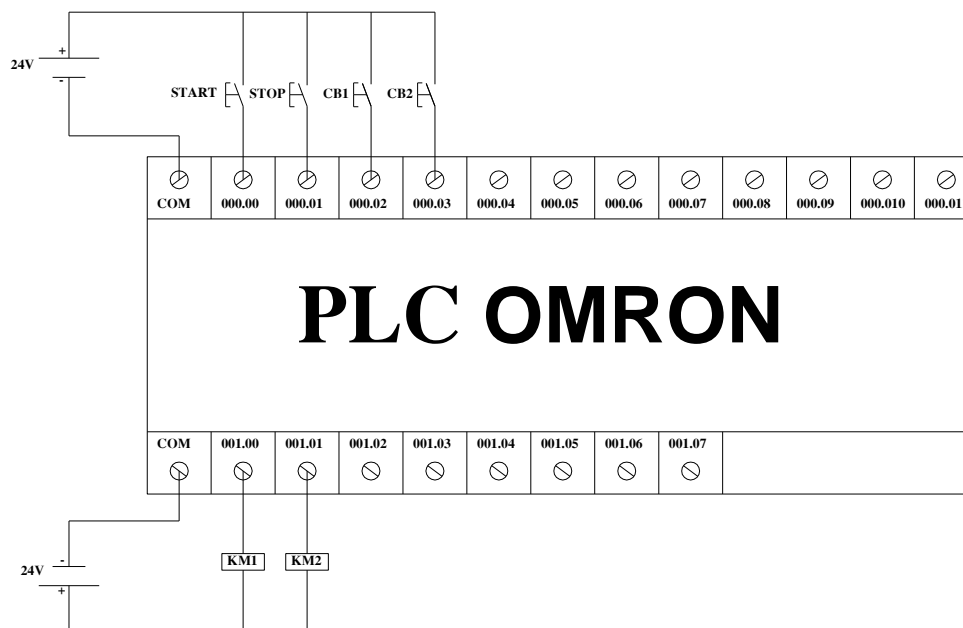 +
24V
-
START STOP CB1 CB2
COM 000.00 000.01 000.02 000.03 000.04 000.05 000.06 000.07 000.08 000.09 000.010 000.01
PLC OMRON
COM 001.00 001.01 001.02 001.03 001.04 001.05 001.06 001.07
KM1 KM2
-
24V
+